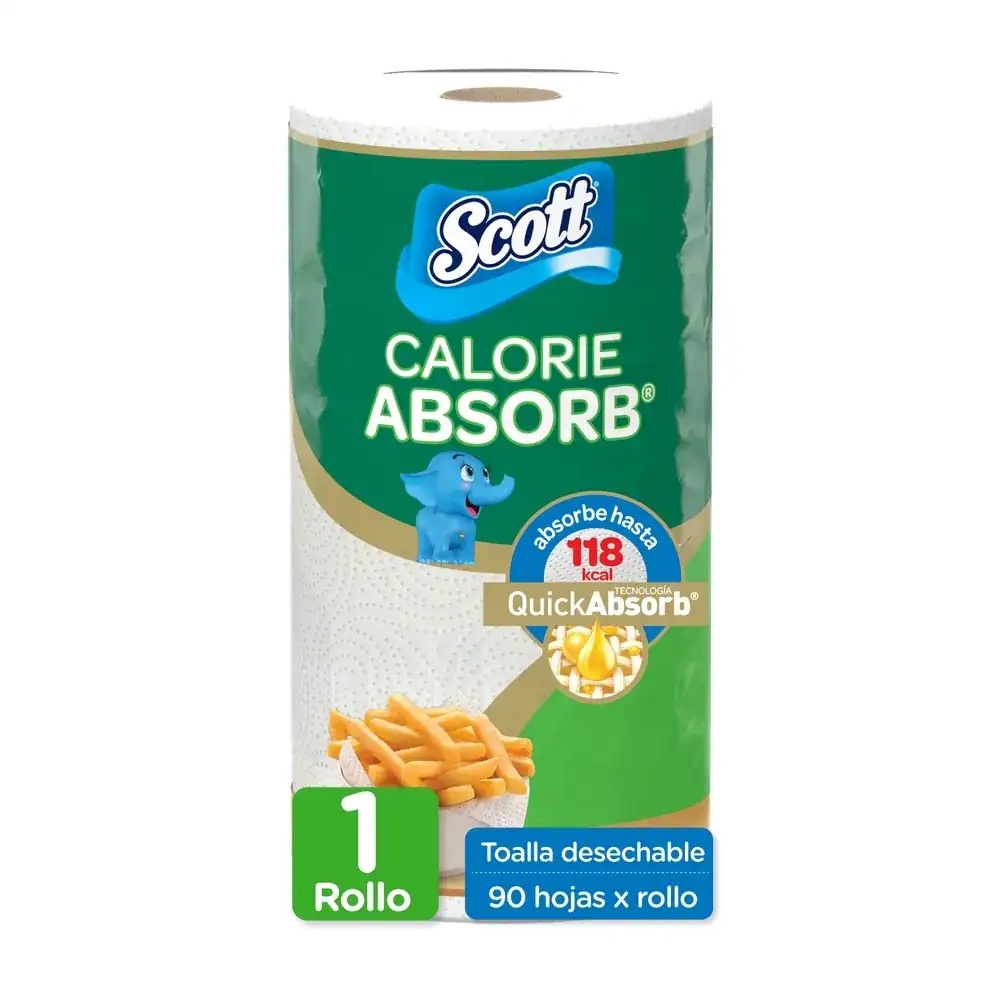 Scott®
CALORIE
ABSORB®
absorbe hasta
118
kcal
TECNOLOGÍA
QuickAbsorb®
1
Rollo
Toalla desechable
90 hojas x rollo